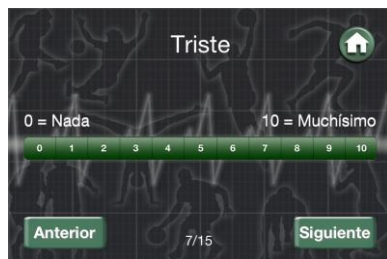 Triste
0 = Nada 10 = Muchísimo
0 1 2 3 4 5 6 7 8 9 10
Anterior 7/15 Siguiente